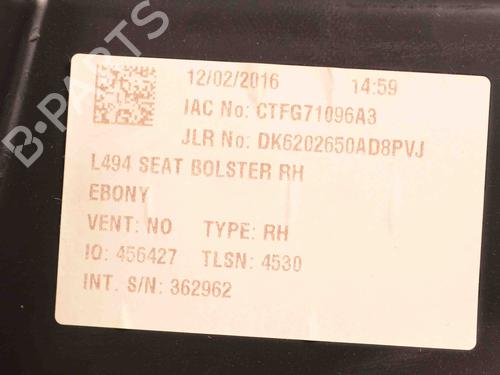 B-PARTS
12/02/2016 14:59
IAC No: CTFG71096A3
JLR No: DK6202650AD8PVJ
L494 SEAT BOLSTER RH
EBONY
VENT: NO TYPE: RH
IO: 456427 TLSN: 4530
INT. S/N: 362962